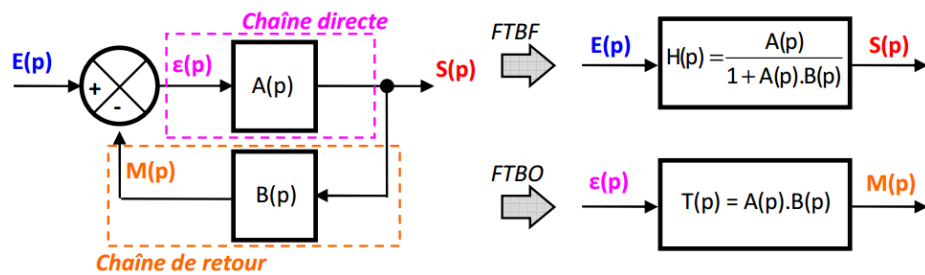 Chaîne directe
E(p)
+
-
ε(p)
A(p)
S(p)
M(p)
B(p)
Chaîne de retour
FTBF
E(p)
H(p) = A(p) / 1 + A(p).B(p)
S(p)
FTBO
ε(p)
T(p) = A(p).B(p)
M(p)